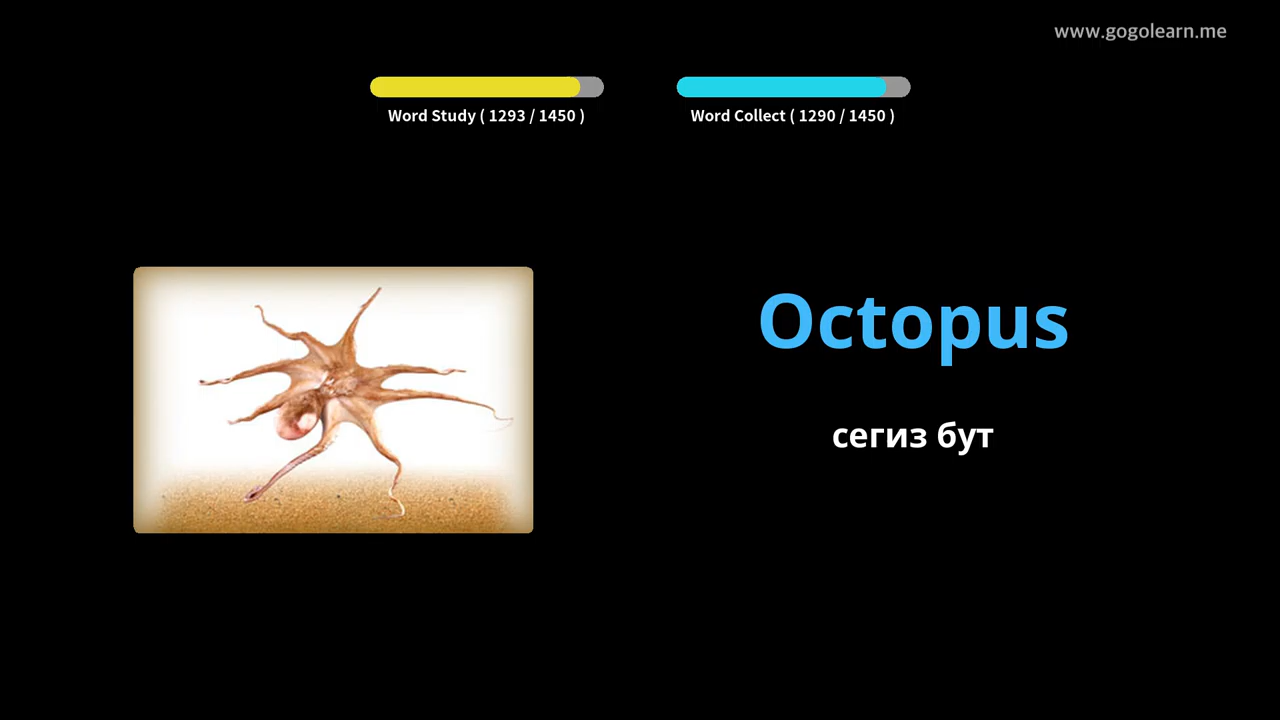 www.gogolearn.me
Word Study ( 1293 / 1450 )
Word Collect ( 1290 / 1450 )
Octopus
сегиз бут